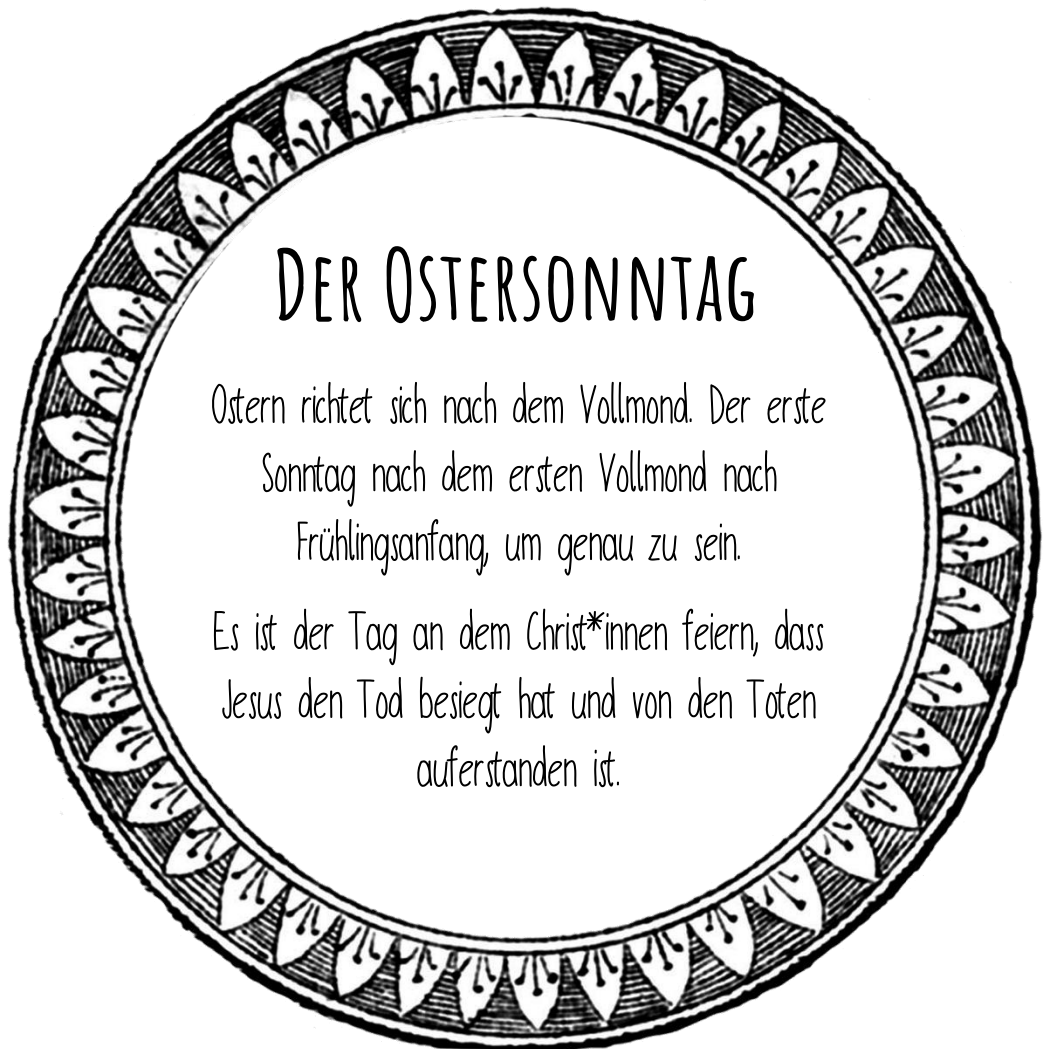 Der Ostersonntag
Ostern richtet sich nach dem Vollmond. Der erste
Sonntag nach dem ersten Vollmond nach
Frühlingsanfang, um genau zu sein.
Es ist der Tag an dem Christ*innen feiern, dass
Jesus den Tod besiegt hat und von den Toten
auferstanden ist.